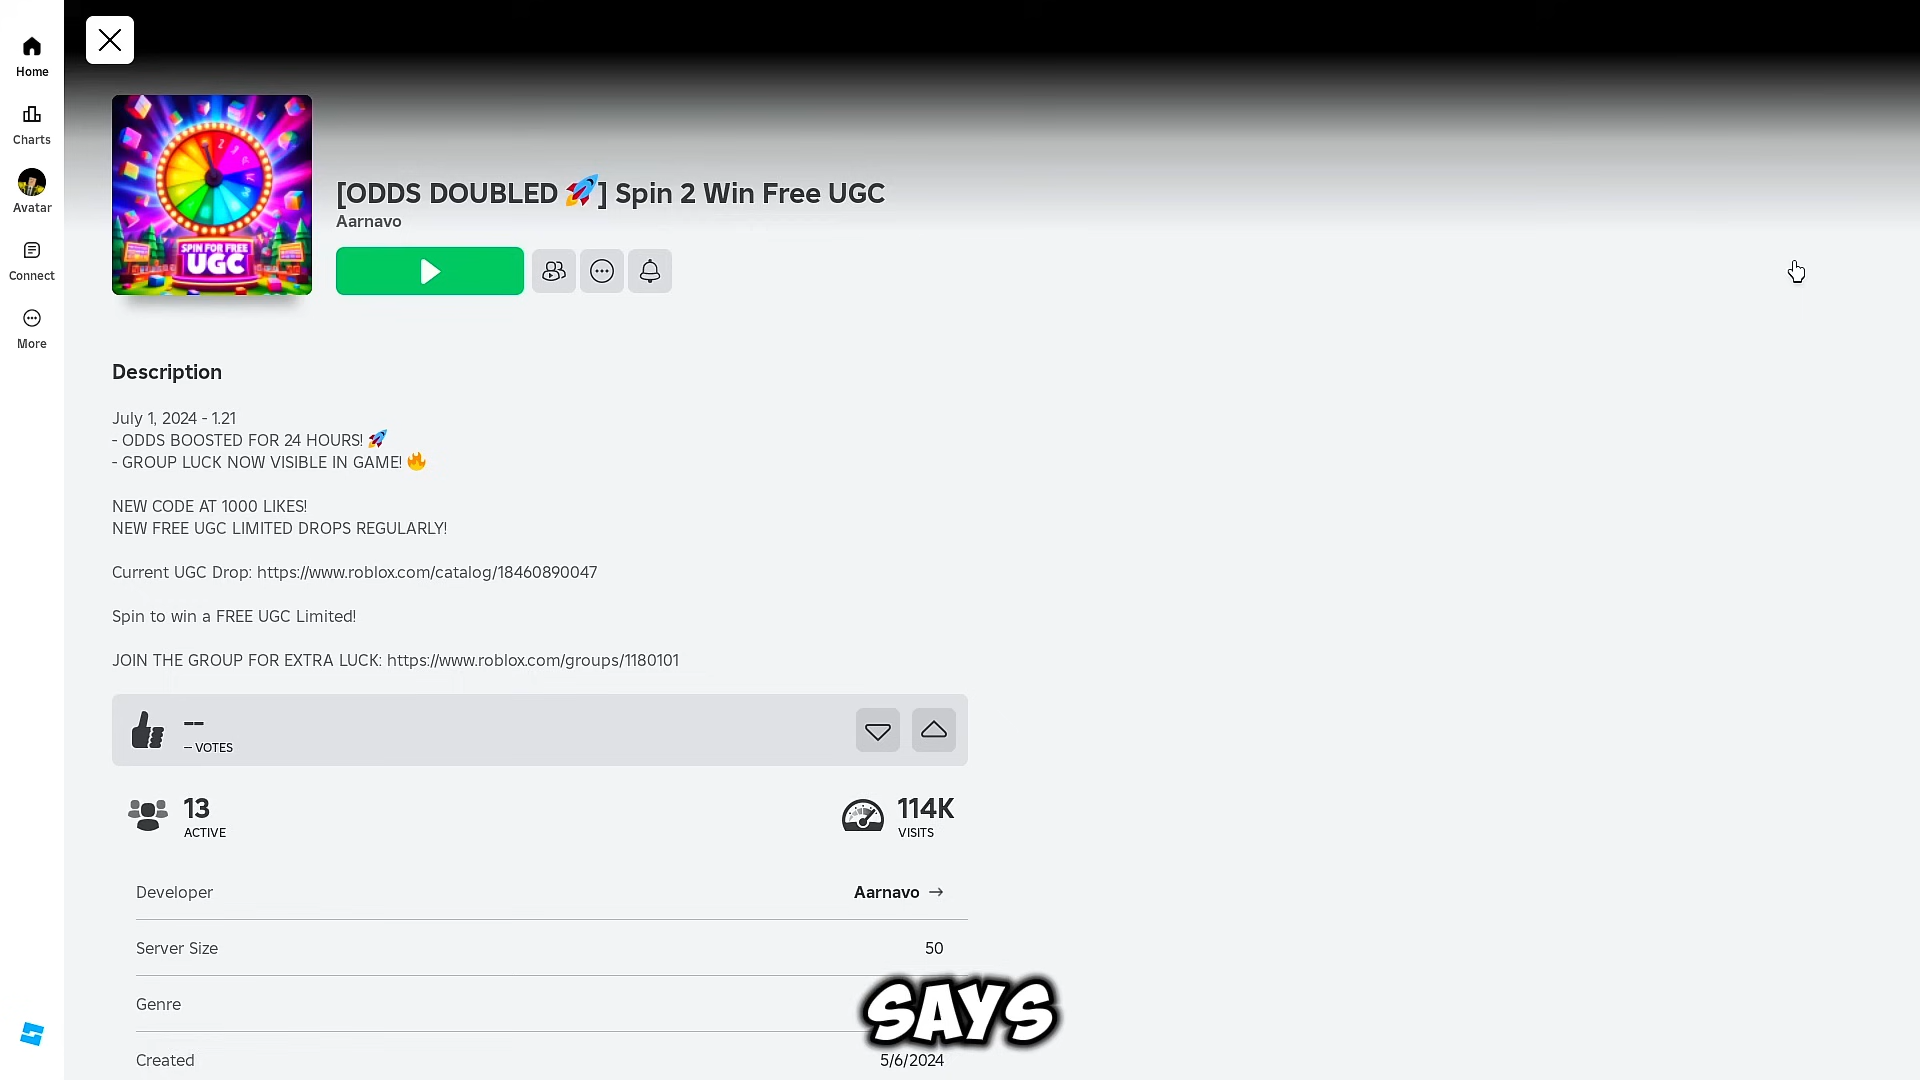 Home
Charts
Avatar
Connect
More
SPIN FOR FREE
UGC
[ODDS DOUBLED 🚀] Spin 2 Win Free UGC
Aarnavo
Description
July 1, 2024 - 1.21
- ODDS BOOSTED FOR 24 HOURS! 🚀
- GROUP LUCK NOW VISIBLE IN GAME! 🔥
NEW CODE AT 1000 LIKES!
NEW FREE UGC LIMITED DROPS REGULARLY!
Current UGC Drop: https://www.roblox.com/catalog/18460890047
Spin to win a FREE UGC Limited!
JOIN THE GROUP FOR EXTRA LUCK: https://www.roblox.com/groups/1180101
--
-- VOTES
13
ACTIVE
114K
VISITS
Developer Aarnavo →
Server Size 50
Genre
SAYS
Created 5/6/2024